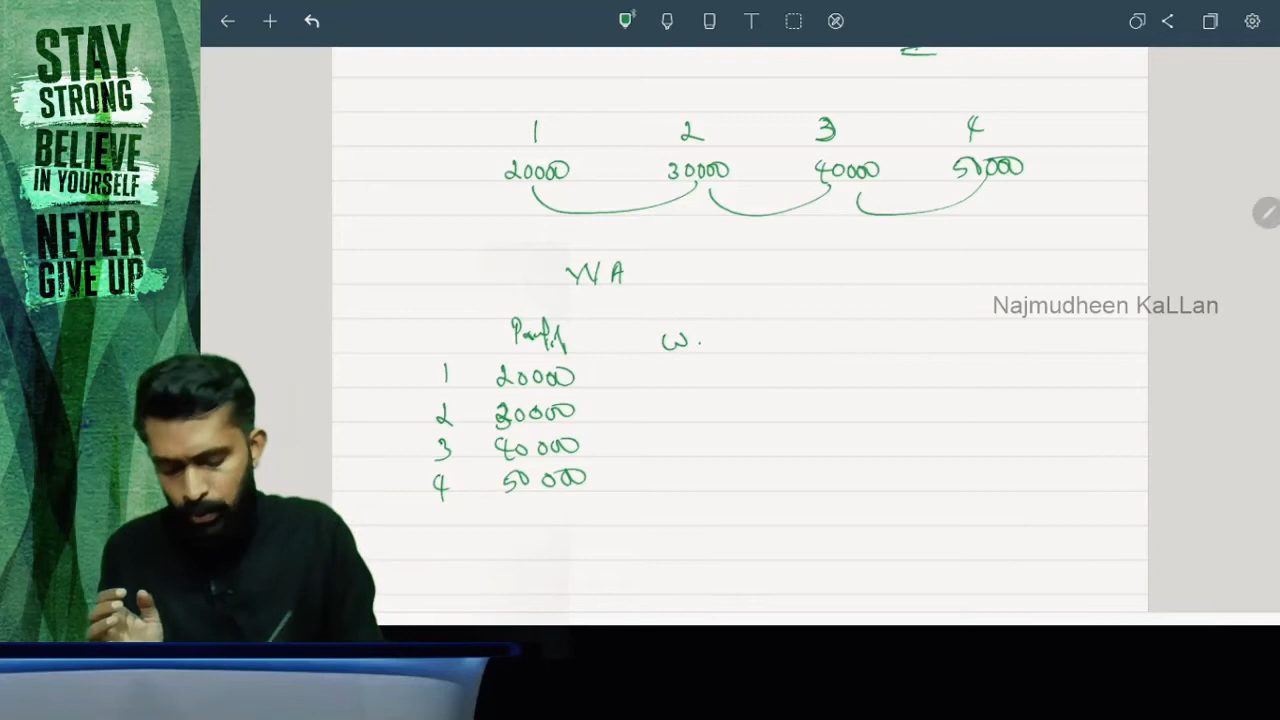 STAY
STRONG
BELIEVE
IN YOURSELF
NEVER
GIVE UP
1 2 3 4
20000 30000 40000 50000
WA
Najmudheen KaLLan
Profit W.
1 20000
2 30000
3 40000
4 50000